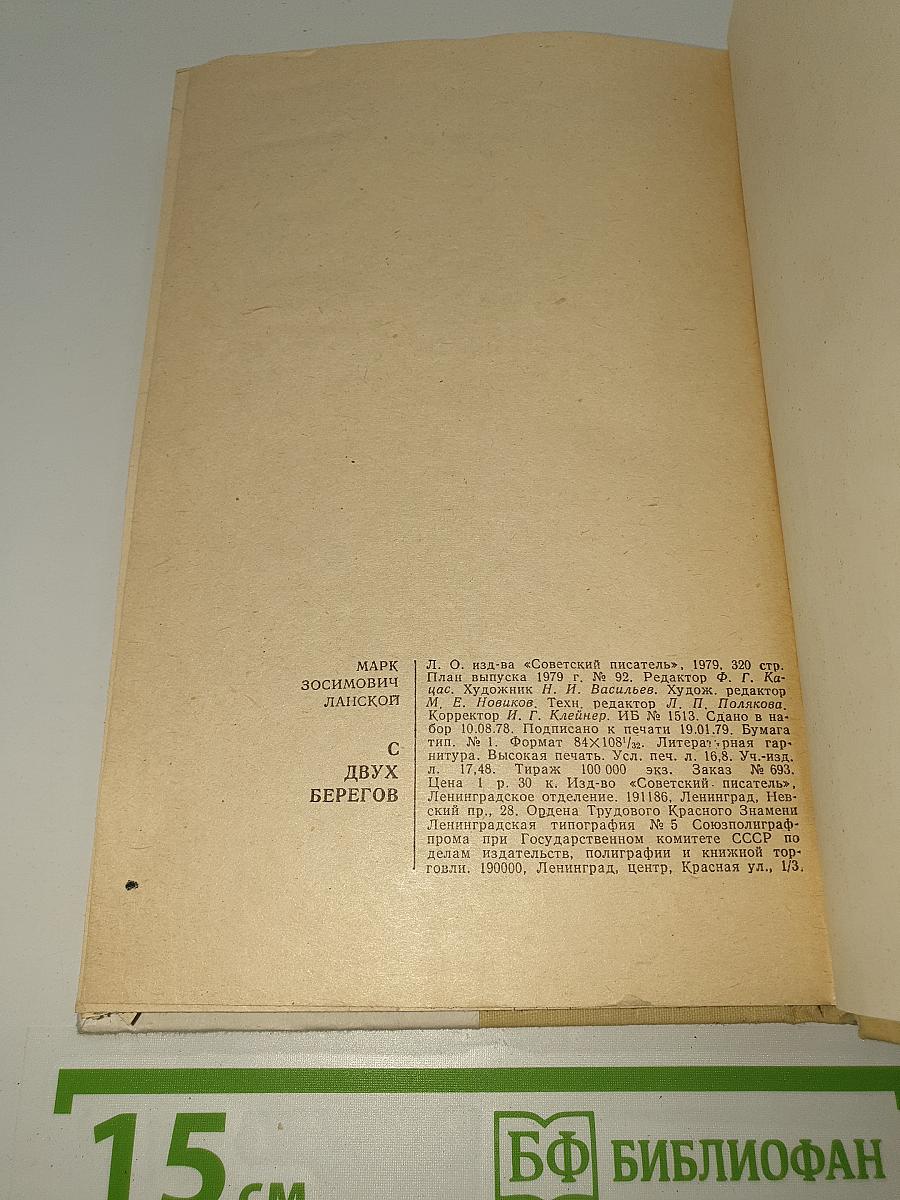 МАРК
ЗОСИМОВИЧ
ЛАНСКОЙ
С
ДВУХ
БЕРЕГОВ
Л. О. изд-ва «Советский писатель», 1979, 320 стр.
План выпуска 1979 г. № 92. Редактор Ф. Г. Ка-
цас. Художник Н. И. Васильев. Худож. редактор
М. Е. Новиков. Техн. редактор Л. П. Полякова.
Корректор И. Г. Клейнер. ИБ № 1513. Сдано в на-
бор 10.08.78. Подписано к печати 19.01.79. Бумага
тип. № 1. Формат 84×108¹/₃₂. Литературная гар-
нитура. Высокая печать. Усл. печ. л. 16,8. Уч.-изд.
л. 17,48. Тираж 100 000 экз. Заказ № 693.
Цена 1 р. 30 к. Изд-во «Советский писатель»,
Ленинградское отделение. 191186, Ленинград, Нев-
ский пр., 28. Ордена Трудового Красного Знамени
Ленинградская типография № 5 Союзполиграф-
прома при Государственном комитете СССР по
делам издательств, полиграфии и книжной тор-
говли. 190000, Ленинград, центр, Красная ул., 1/3.
15 см
БФ БИБЛИОФАН